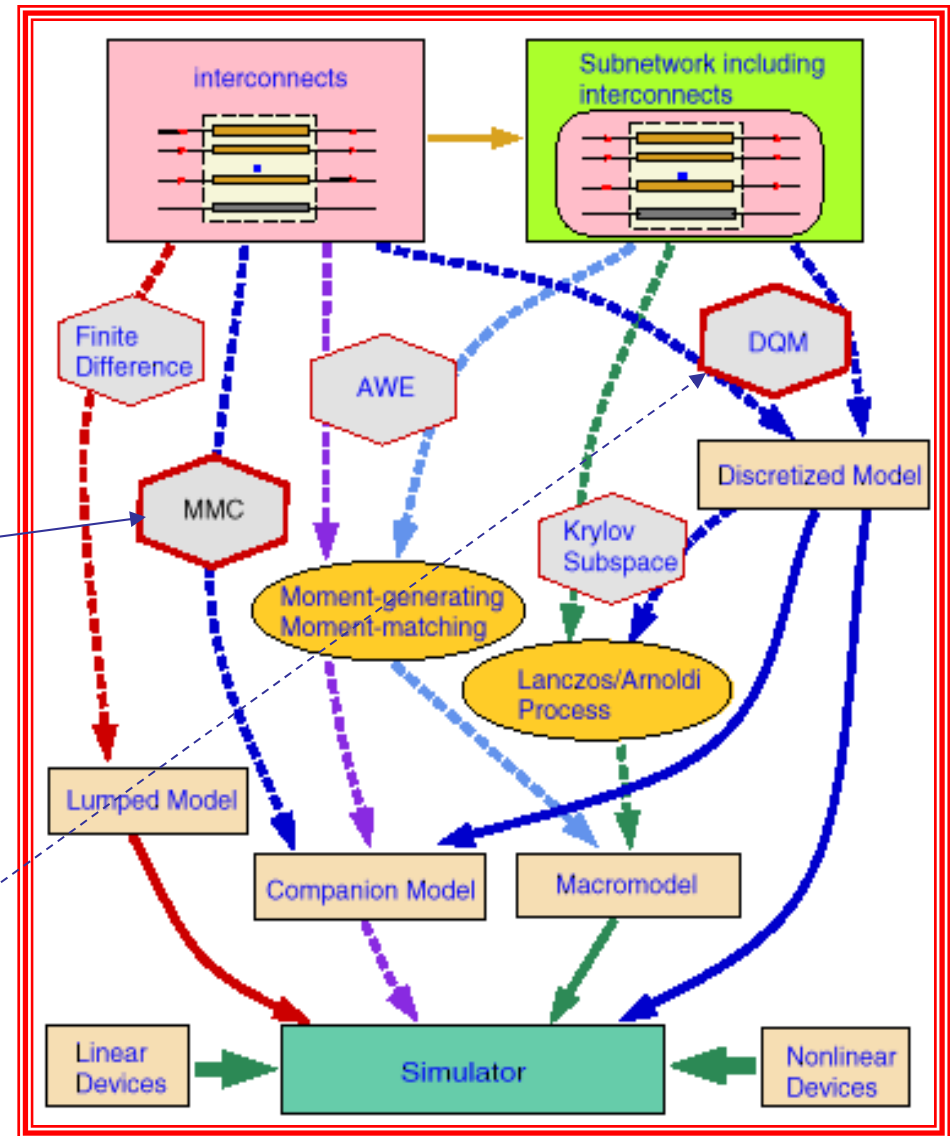 interconnects
Subnetwork including
interconnects
Finite
Difference
DQM
AWE
Discretized Model
MMC
Krylov
Subspace
Moment-generating
Moment-matching
Lanczos/Arnoldi
Process
Lumped Model
Companion Model
Macromodel
Linear
Devices
Simulator
Nonlinear
Devices